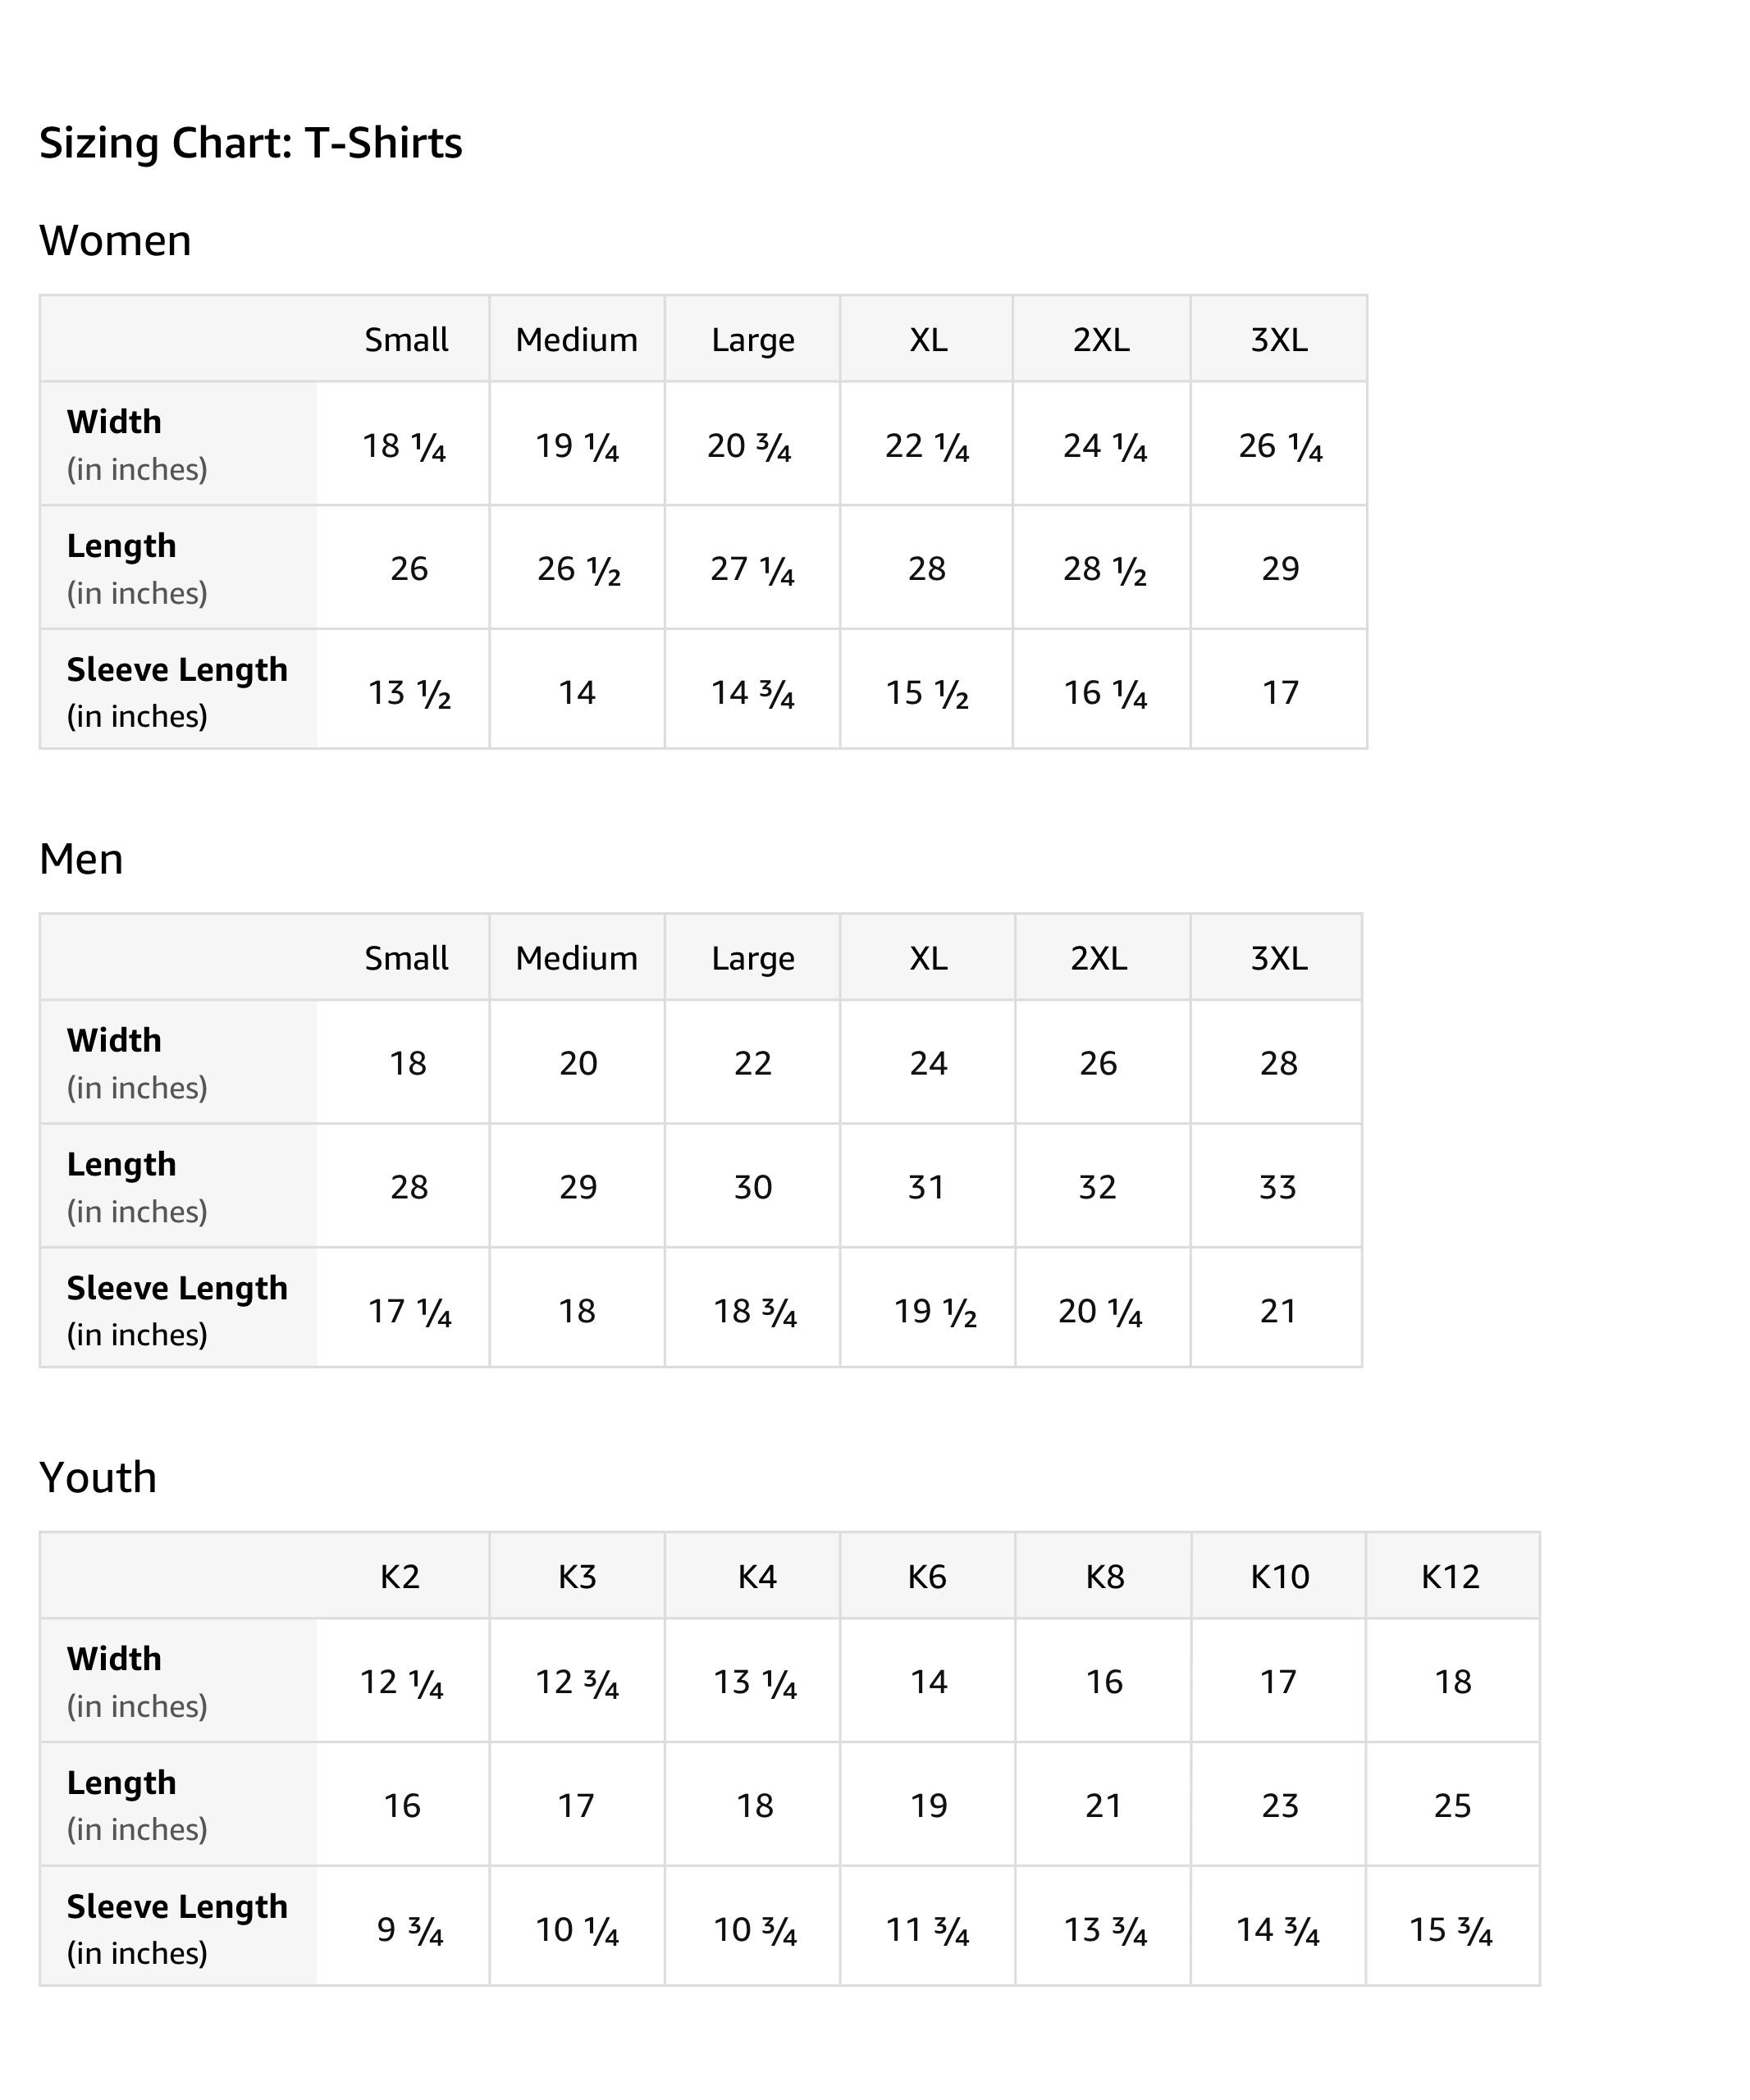 Sizing Chart: T-Shirts
Women
Small Medium Large XL 2XL 3XL
Width
(in inches)
18 ¼ 19 ¼ 20 ¾ 22 ¼ 24 ¼ 26 ¼
Length
(in inches)
26 26 ½ 27 ¼ 28 28 ½ 29
Sleeve Length
(in inches)
13 ½ 14 14 ¾ 15 ½ 16 ¼ 17
Men
Small Medium Large XL 2XL 3XL
Width
(in inches)
18 20 22 24 26 28
Length
(in inches)
28 29 30 31 32 33
Sleeve Length
(in inches)
17 ¼ 18 18 ¾ 19 ½ 20 ¼ 21
Youth
K2 K3 K4 K6 K8 K10 K12
Width
(in inches)
12 ¼ 12 ¾ 13 ¼ 14 16 17 18
Length
(in inches)
16 17 18 19 21 23 25
Sleeve Length
(in inches)
9 ¾ 10 ¼ 10 ¾ 11 ¾ 13 ¾ 14 ¾ 15 ¾